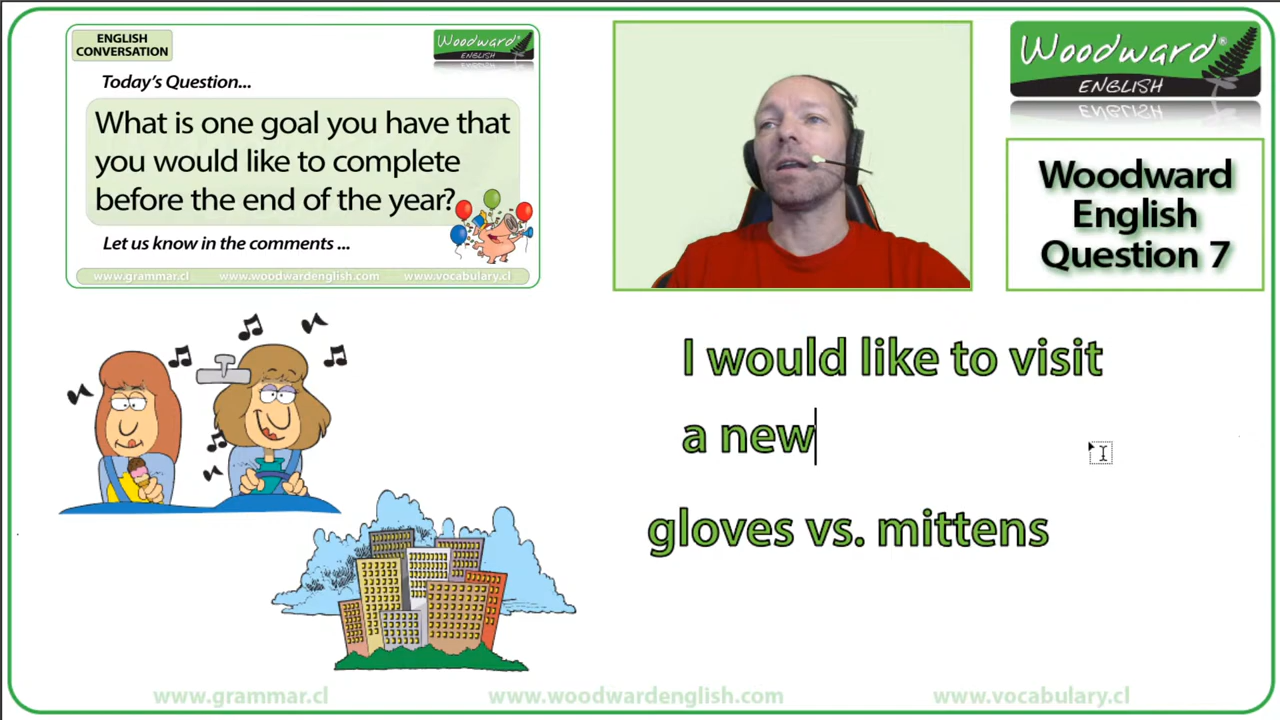 ENGLISH
CONVERSATION
Woodward®
ENGLISH
Today's Question...
What is one goal you have that
you would like to complete
before the end of the year?
Let us know in the comments ...
www.grammar.cl www.woodwardenglish.com www.vocabulary.cl
Woodward®
ENGLISH
Woodward
English
Question 7
I would like to visit
a new
gloves vs. mittens
www.grammar.cl www.woodwardenglish.com www.vocabulary.cl